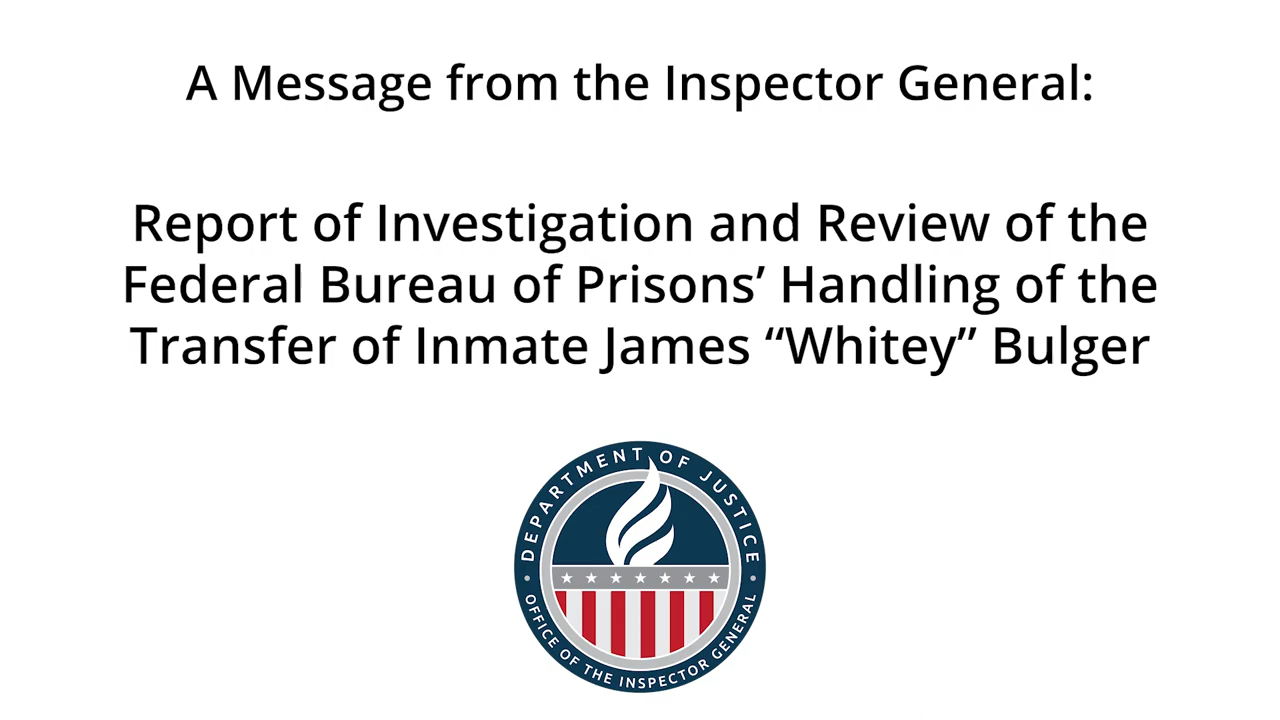 A Message from the Inspector General:
Report of Investigation and Review of the
Federal Bureau of Prisons’ Handling of the
Transfer of Inmate James “Whitey” Bulger
DEPARTMENT OF JUSTICE
OFFICE OF THE INSPECTOR GENERAL